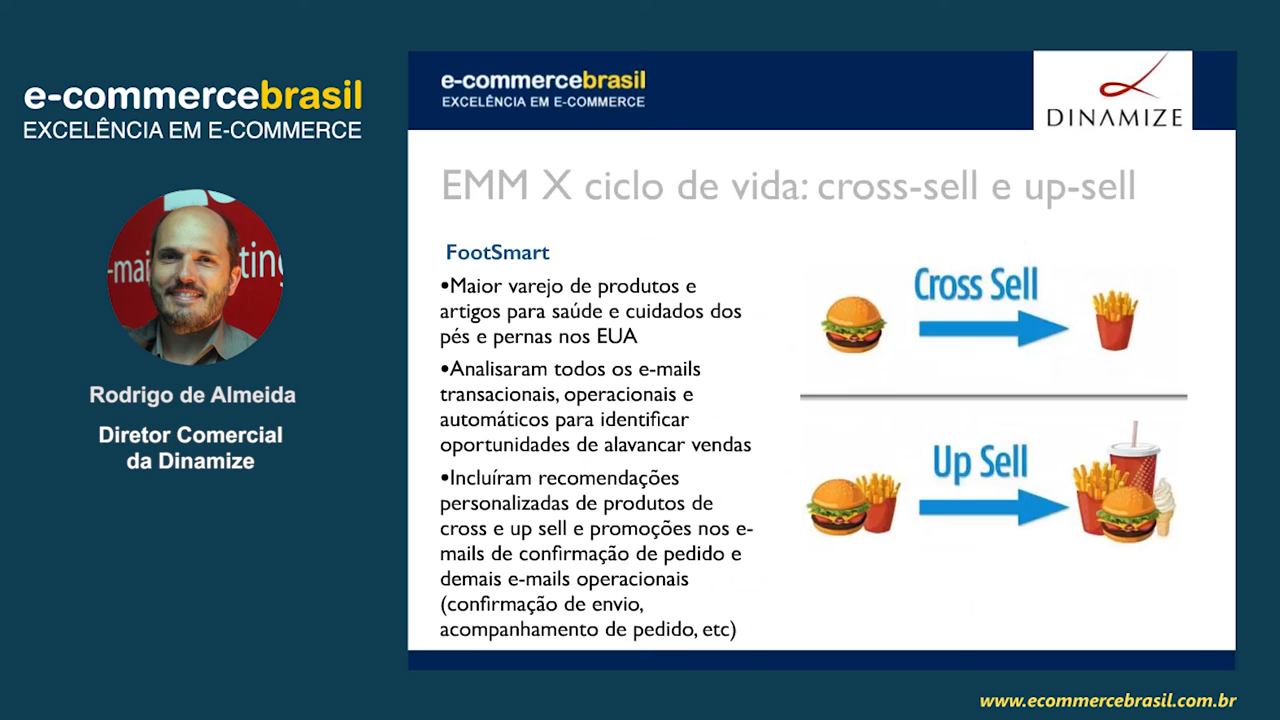 e-commercebrasil
EXCELÊNCIA EM E-COMMERCE
e-mai
ting
Rodrigo de Almeida
Diretor Comercial
da Dinamize
e-commercebrasil
EXCELÊNCIA EM E-COMMERCE
DINAMIZE
EMM X ciclo de vida: cross-sell e up-sell
FootSmart
•Maior varejo de produtos e
artigos para saúde e cuidados dos
pés e pernas nos EUA
•Analisaram todos os e-mails
transacionais, operacionais e
automáticos para identificar
oportunidades de alavancar vendas
•Incluíram recomendações
personalizadas de produtos de
cross e up sell e promoções nos e-
mails de confirmação de pedido e
demais e-mails operacionais
(confirmação de envio,
acompanhamento de pedido, etc)
Cross Sell
Up Sell
www.ecommercebrasil.com.br